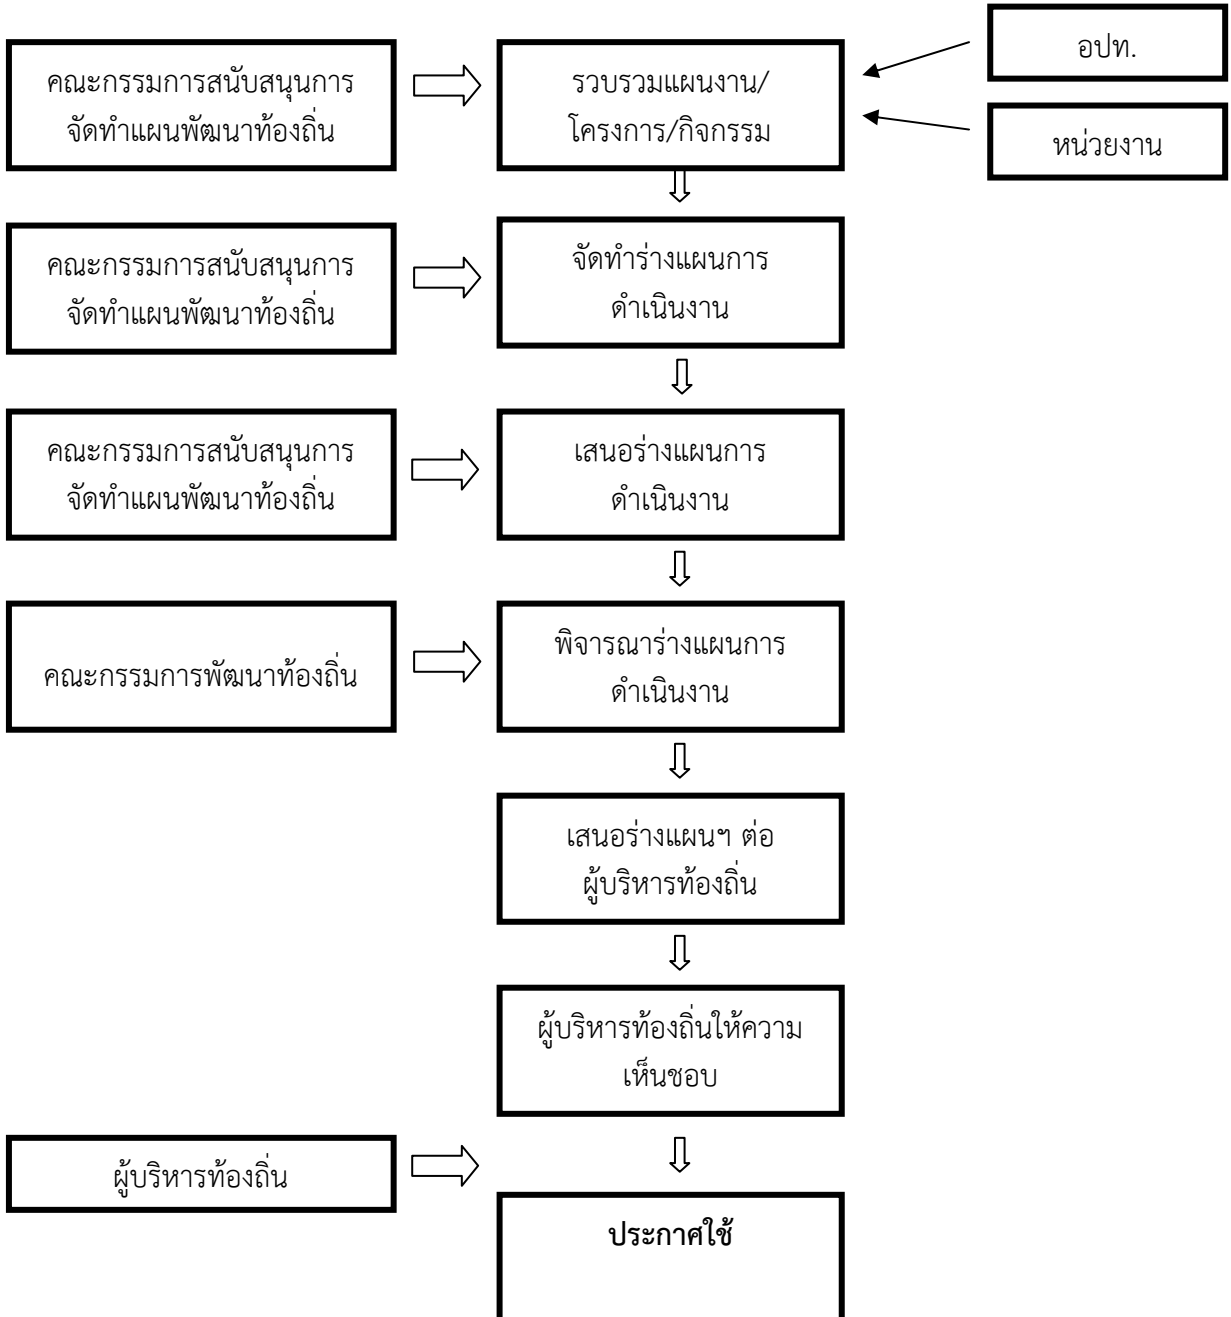 อปท.
คณะกรรมการสนับสนุนการ
จัดทำแผนพัฒนาท้องถิ่น
รวบรวมแผนงาน/
โครงการ/กิจกรรม
หน่วยงาน
คณะกรรมการสนับสนุนการ
จัดทำแผนพัฒนาท้องถิ่น
จัดทำร่างแผนการ
ดำเนินงาน
คณะกรรมการสนับสนุนการ
จัดทำแผนพัฒนาท้องถิ่น
เสนอร่างแผนการ
ดำเนินงาน
คณะกรรมการพัฒนาท้องถิ่น
พิจารณาร่างแผนการ
ดำเนินงาน
เสนอร่างแผนฯ ต่อ
ผู้บริหารท้องถิ่น
ผู้บริหารท้องถิ่นให้ความ
เห็นชอบ
ผู้บริหารท้องถิ่น
ประกาศใช้